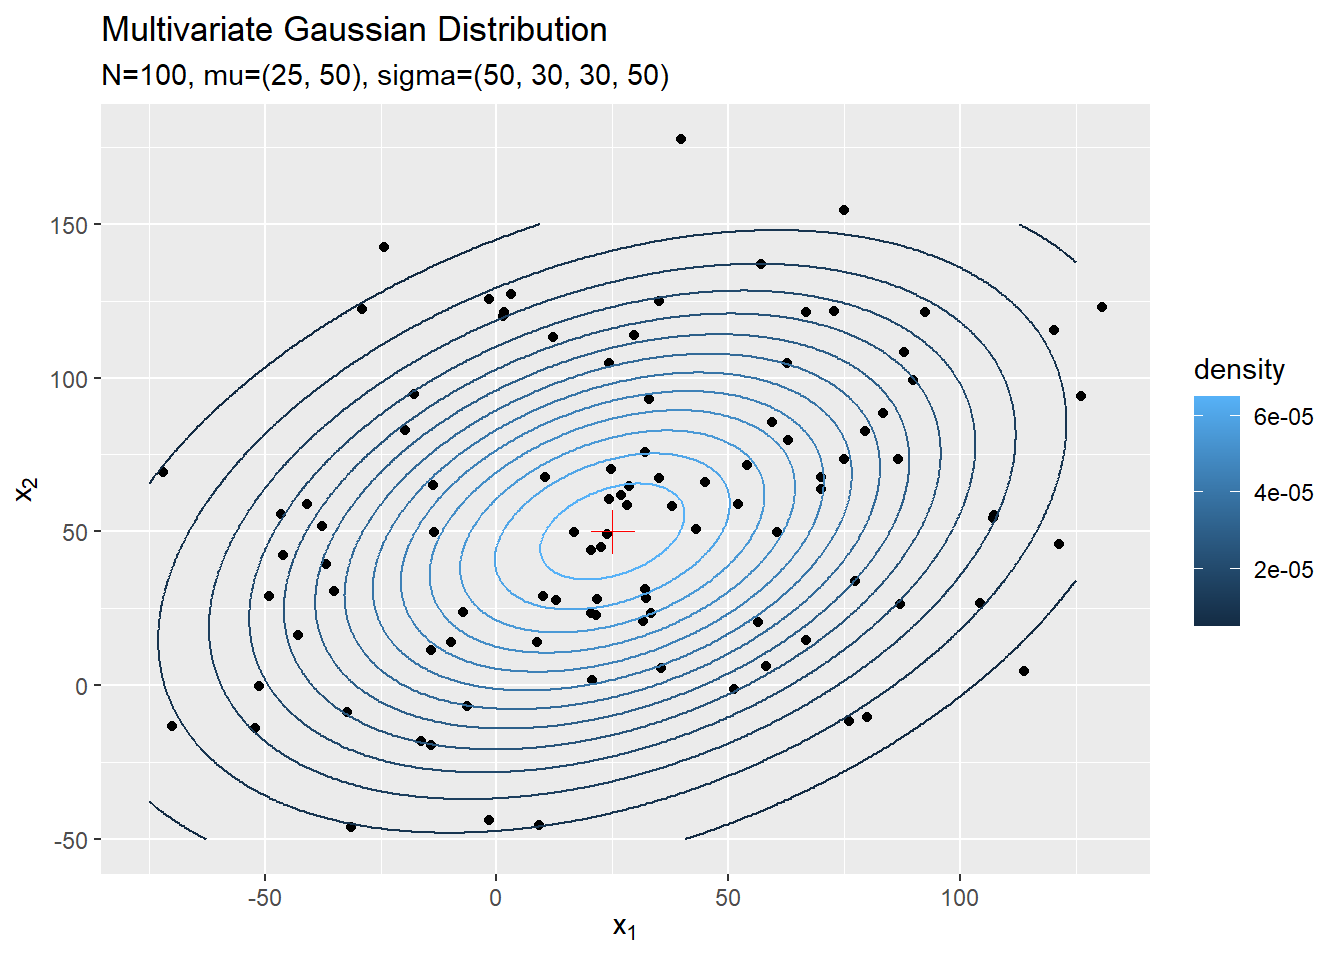 Multivariate Gaussian Distribution
N=100, mu=(25, 50), sigma=(50, 30, 30, 50)
150
100
50
0
-50
x2
-50 0 50 100
x1
density
6e-05
4e-05
2e-05